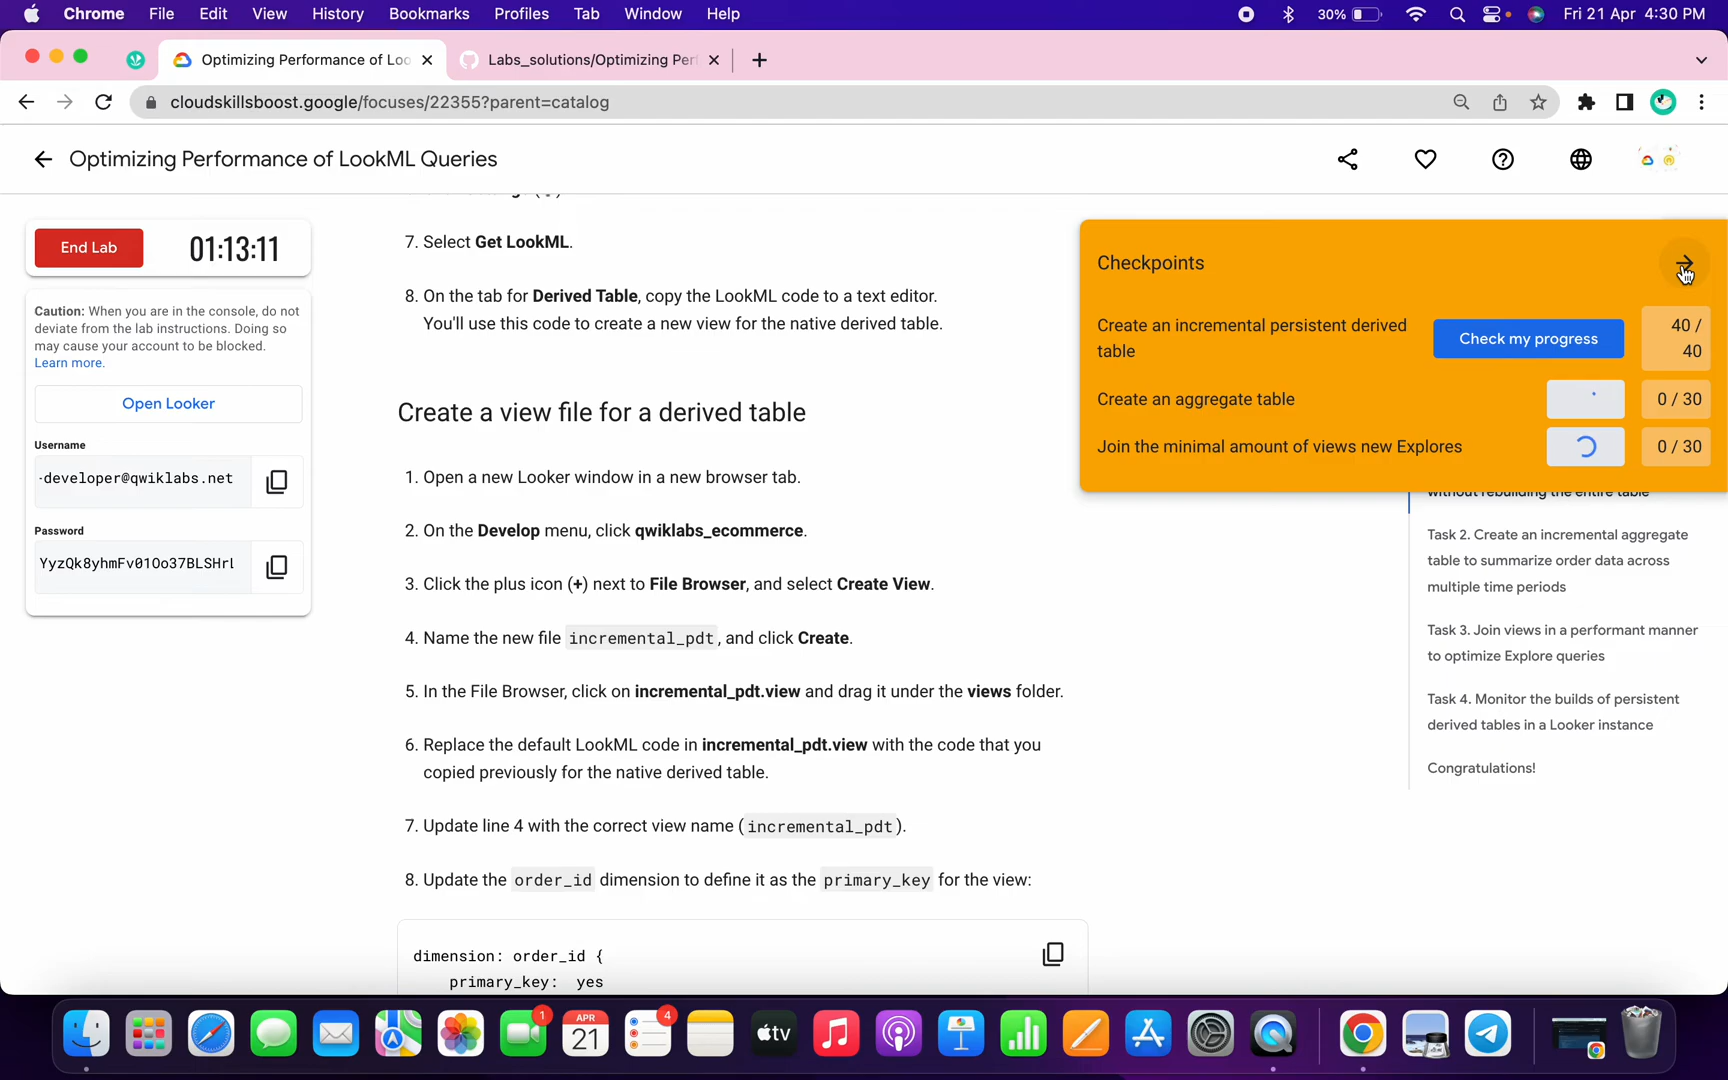 Chrome File Edit View History Bookmarks Profiles Tab Window Help 30% Fri 21 Apr 4:30 PM
Optimizing Performance of Loo Labs_solutions/Optimizing Per
cloudskillsboost.google/focuses/22355?parent=catalog
Optimizing Performance of LookML Queries
End Lab 01:13:11
Caution: When you are in the console, do not
deviate from the lab instructions. Doing so
may cause your account to be blocked.
Learn more.
Open Looker
Username
-developer@qwiklabs.net
Password
YyzQk8yhmFv01Oo37BLSHrL
7. Select Get LookML.
8. On the tab for Derived Table, copy the LookML code to a text editor.
You'll use this code to create a new view for the native derived table.
Create a view file for a derived table
1. Open a new Looker window in a new browser tab.
2. On the Develop menu, click qwiklabs_ecommerce.
3. Click the plus icon (+) next to File Browser, and select Create View.
4. Name the new file incremental_pdt, and click Create.
5. In the File Browser, click on incremental_pdt.view and drag it under the views folder.
6. Replace the default LookML code in incremental_pdt.view with the code that you
copied previously for the native derived table.
7. Update line 4 with the correct view name (incremental_pdt).
8. Update the order_id dimension to define it as the primary_key for the view:
dimension: order_id {
primary_key: yes
Checkpoints
Create an incremental persistent derived
table
Check my progress
40 /
40
Create an aggregate table 0 / 30
Join the minimal amount of views new Explores 0 / 30
without rebuilding the entire table
Task 2. Create an incremental aggregate
table to summarize order data across
multiple time periods
Task 3. Join views in a performant manner
to optimize Explore queries
Task 4. Monitor the builds of persistent
derived tables in a Looker instance
Congratulations!
1
APR
21
4
tv